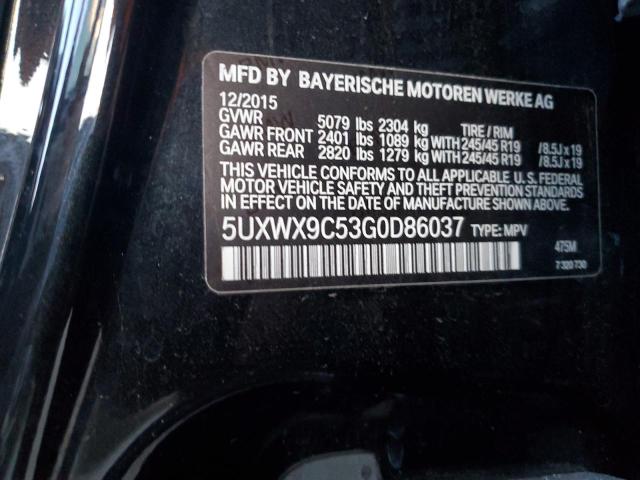 MFD BY BAYERISCHE MOTOREN WERKE AG
12/2015
GVWR 5079 lbs 2304 kg TIRE / RIM
GAWR FRONT 2401 lbs 1089 kg WITH 245/45 R19 /8.5J x 19
GAWR REAR 2820 lbs 1279 kg WITH 245/45 R19 /8.5J x 19
THIS VEHICLE CONFORMS TO ALL APPLICABLE U. S. FEDERAL
MOTOR VEHICLE SAFETY AND THEFT PREVENTION STANDARDS
IN EFFECT ON THE DATE OF MANUFACTURE SHOWN ABOVE.
5UXWX9C53G0D86037 TYPE: MPV
475M
7 320 730